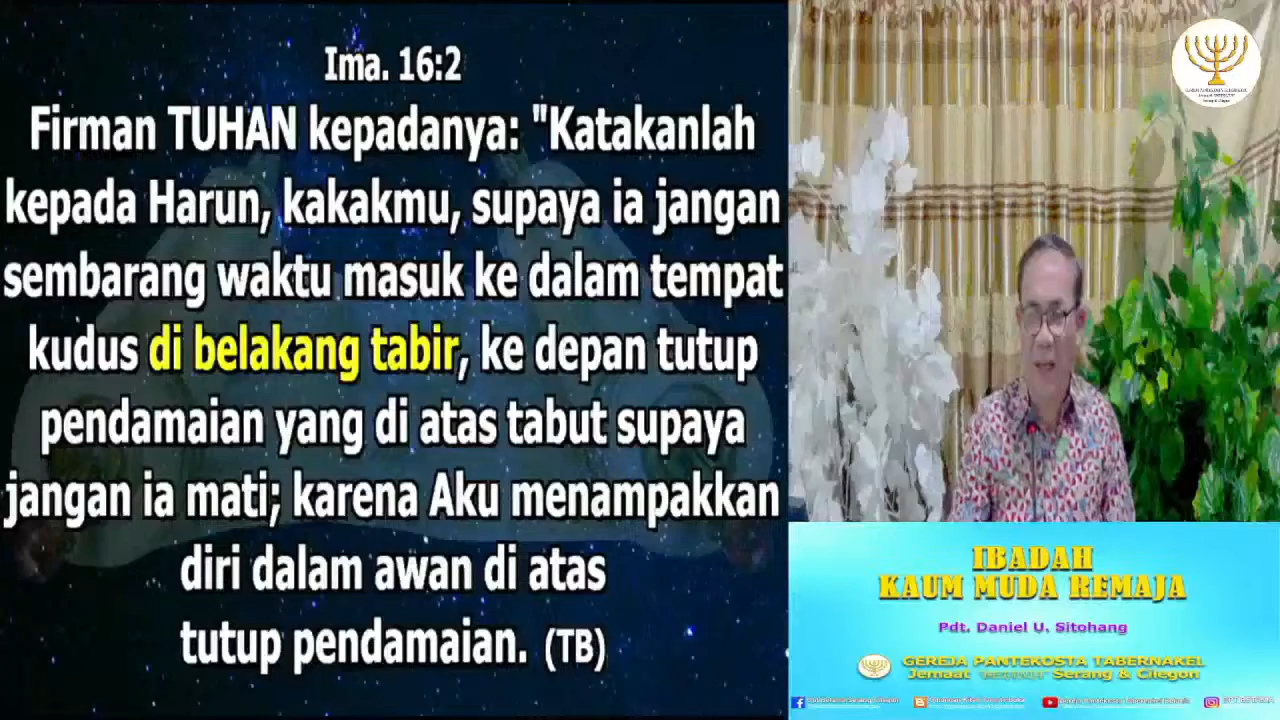 Ima. 16:2
Firman TUHAN kepadanya: "Katakanlah
kepada Harun, kakakmu, supaya ia jangan
sembarang waktu masuk ke dalam tempat
kudus di belakang tabir, ke depan tutup
pendamaian yang di atas tabut supaya
jangan ia mati; karena Aku menampakkan
diri dalam awan di atas
tutup pendamaian. (TB)
IBADAH
KAUM MUDA REMAJA
Pdt. Daniel U. Sitohang
GEREJA PANTEKOSTA TABERNAKEL
Jemaat Serang & Cilegon